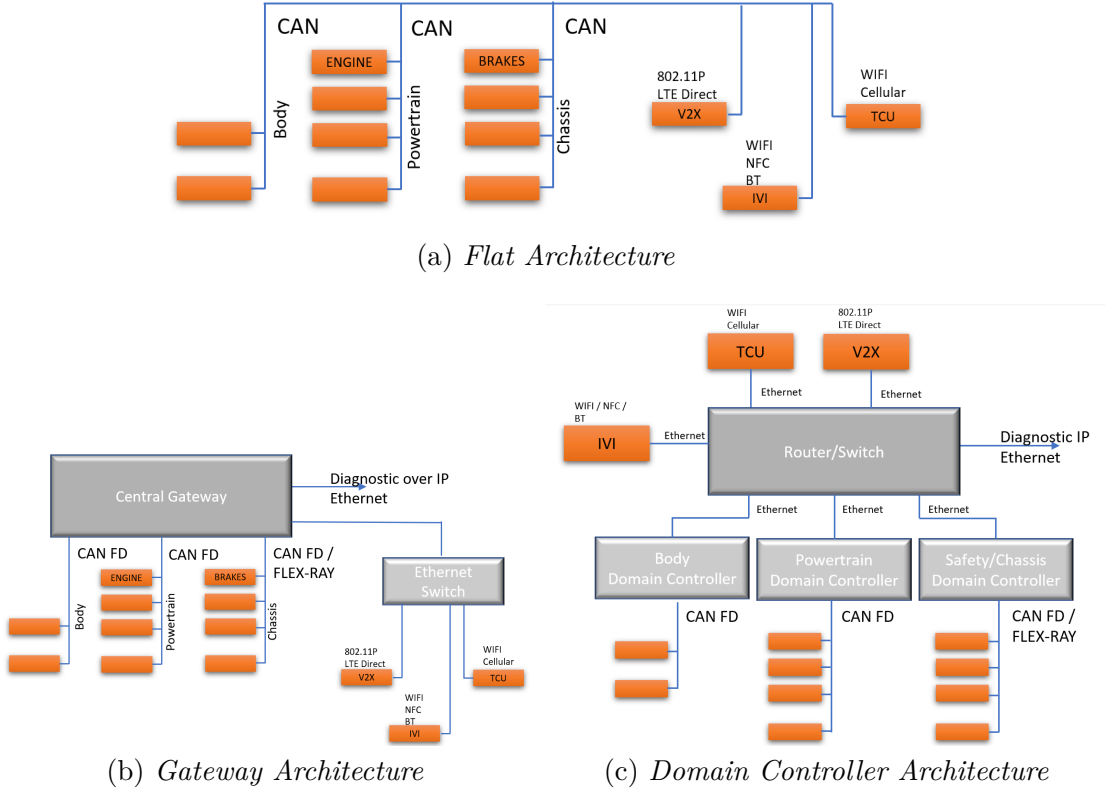 CAN
CAN
CAN
ENGINE
BRAKES
Body
Powertrain
Chassis
802.11P
LTE Direct
V2X
WIFI
NFC
BT
IVI
WIFI
Cellular
TCU
(a) Flat Architecture
Central Gateway
Diagnostic over IP
Ethernet
CAN FD
CAN FD
CAN FD /
FLEX-RAY
ENGINE
BRAKES
Body
Powertrain
Chassis
Ethernet
Switch
802.11P
LTE Direct
V2X
WIFI
NFC
BT
IVI
WIFI
Cellular
TCU
(b) Gateway Architecture
WIFI
Cellular
TCU
802.11P
LTE Direct
V2X
Ethernet
Ethernet
WIFI / NFC /
BT
IVI
Ethernet
Router/Switch
Diagnostic IP
Ethernet
Ethernet
Ethernet
Ethernet
Body
Domain Controller
Powertrain
Domain Controller
Safety/Chassis
Domain Controller
CAN FD
CAN FD
CAN FD /
FLEX-RAY
(c) Domain Controller Architecture